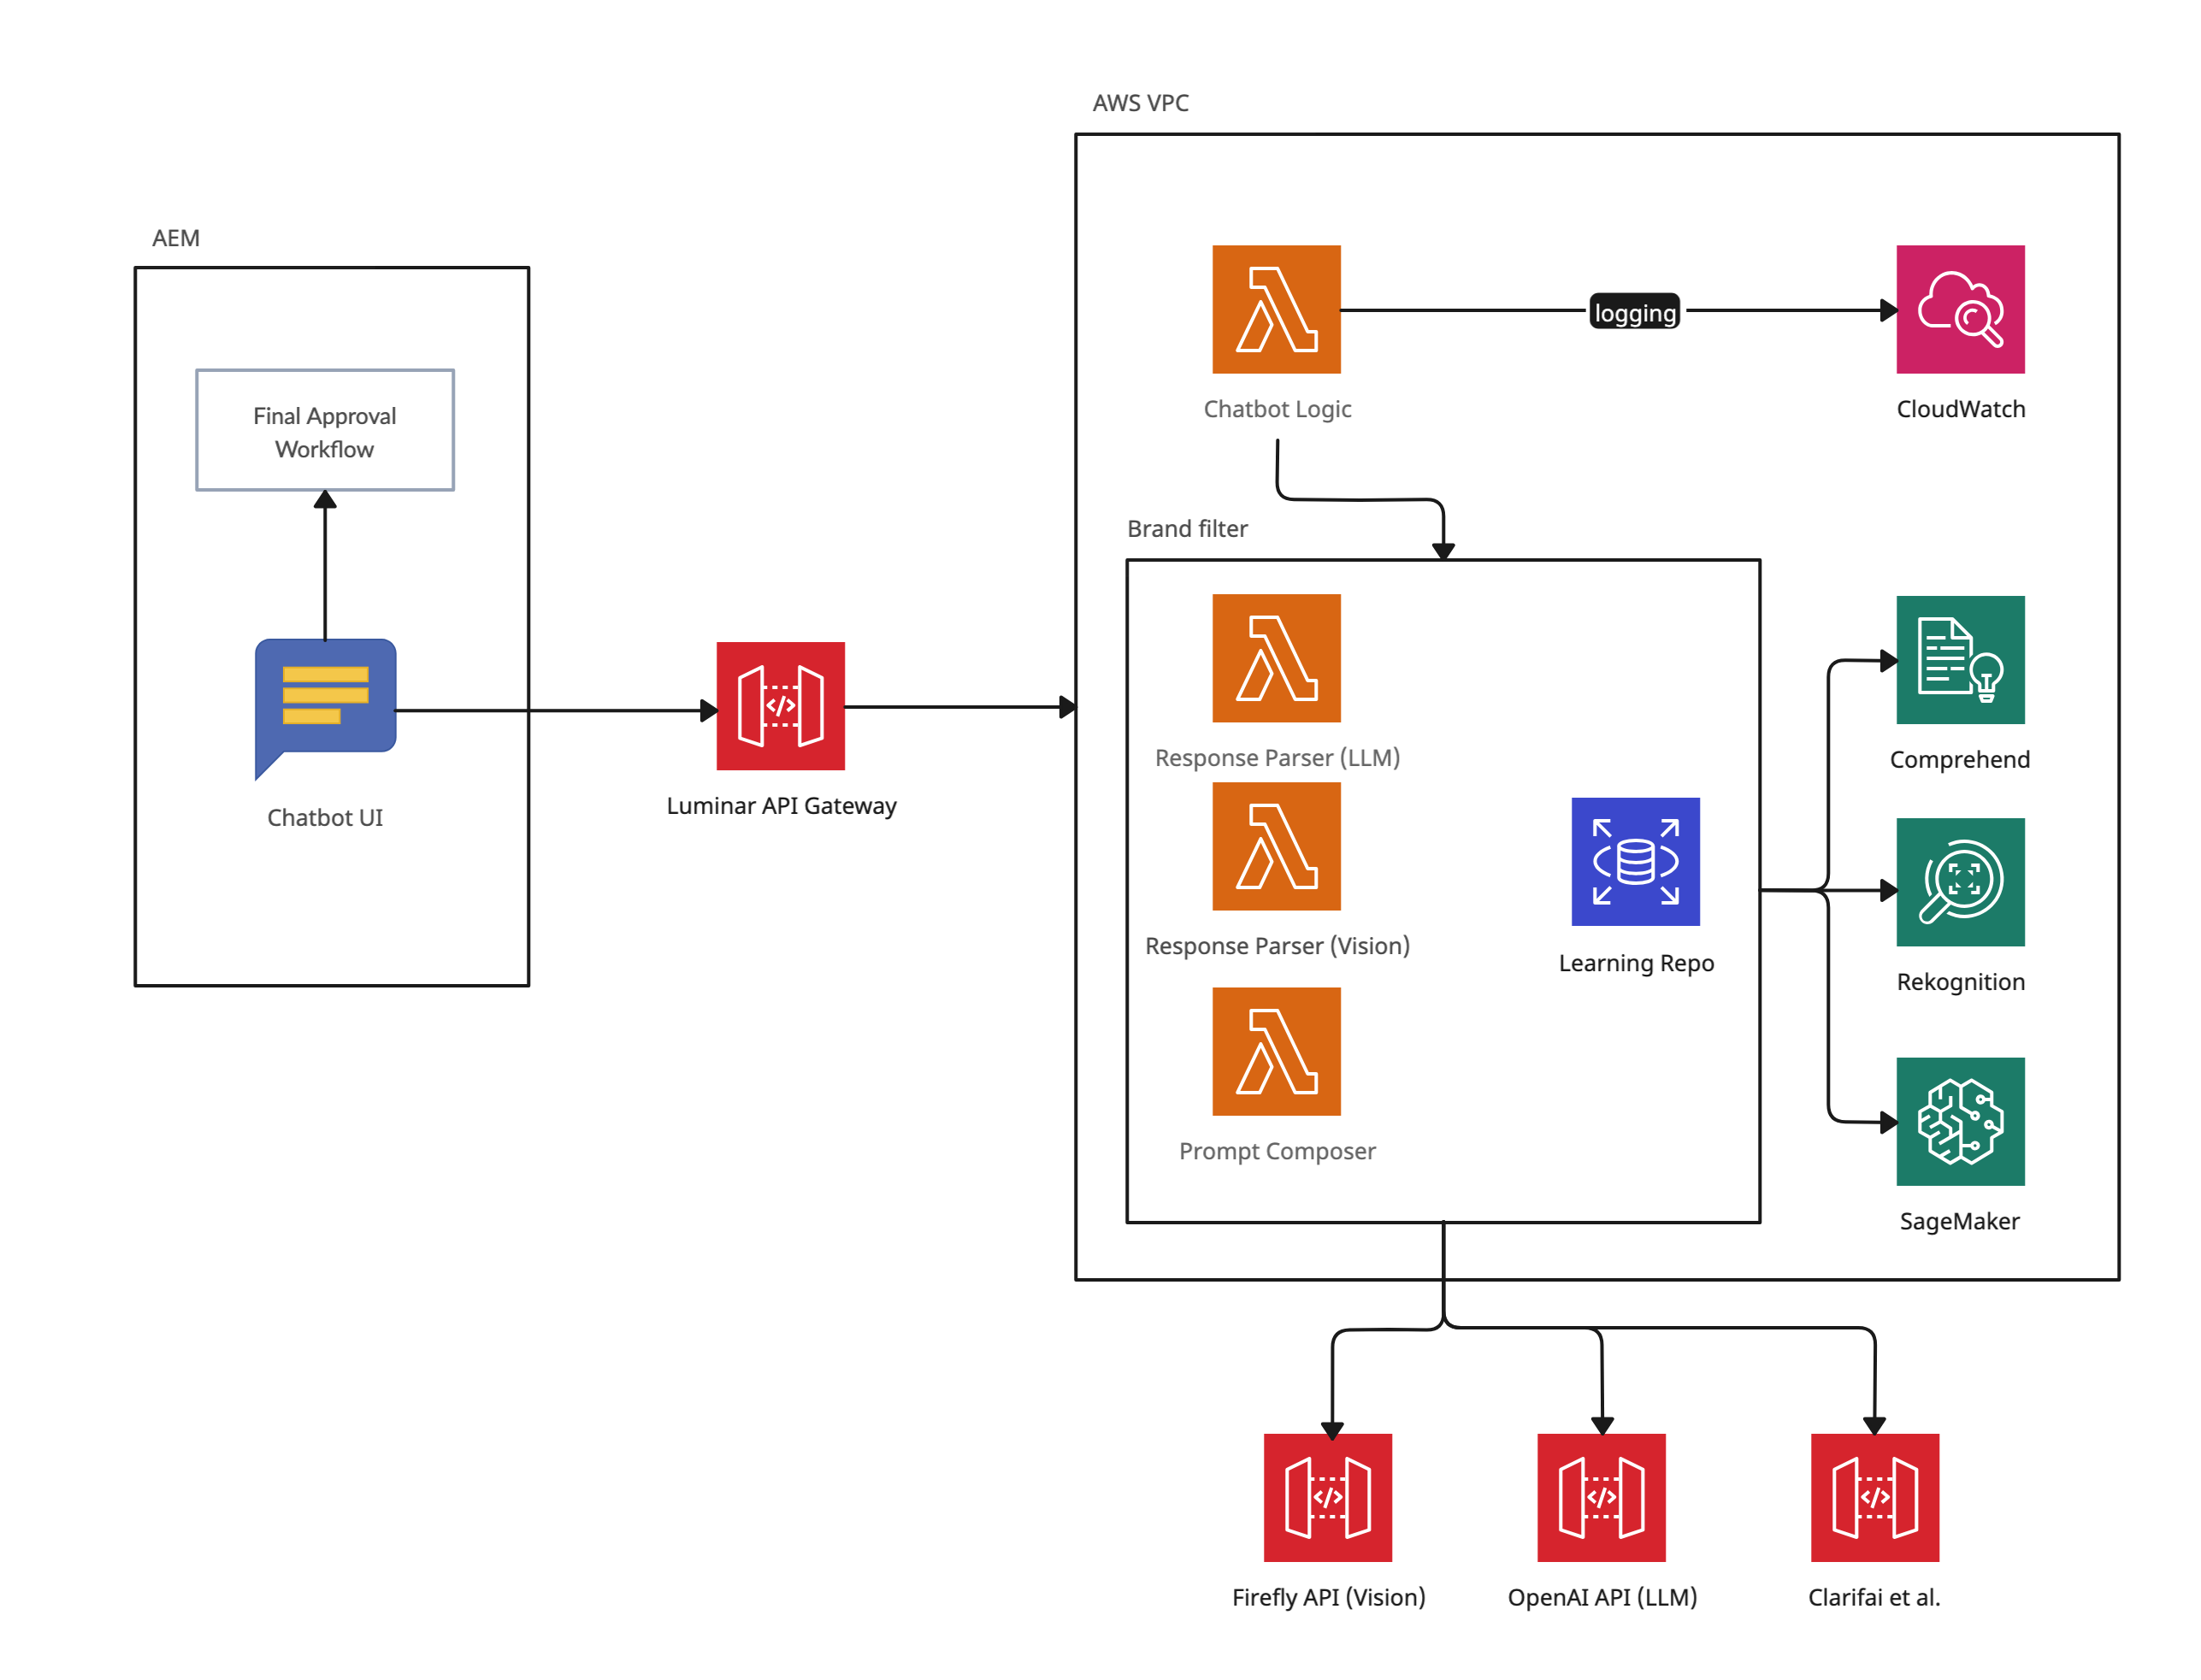 AWS VPC
AEM
Final Approval
Workflow
Chatbot UI
Luminar API Gateway
Chatbot Logic
logging
CloudWatch
Brand filter
Response Parser (LLM)
Response Parser (Vision)
Prompt Composer
Learning Repo
Comprehend
Rekognition
SageMaker
Firefly API (Vision)
OpenAI API (LLM)
Clarifai et al.